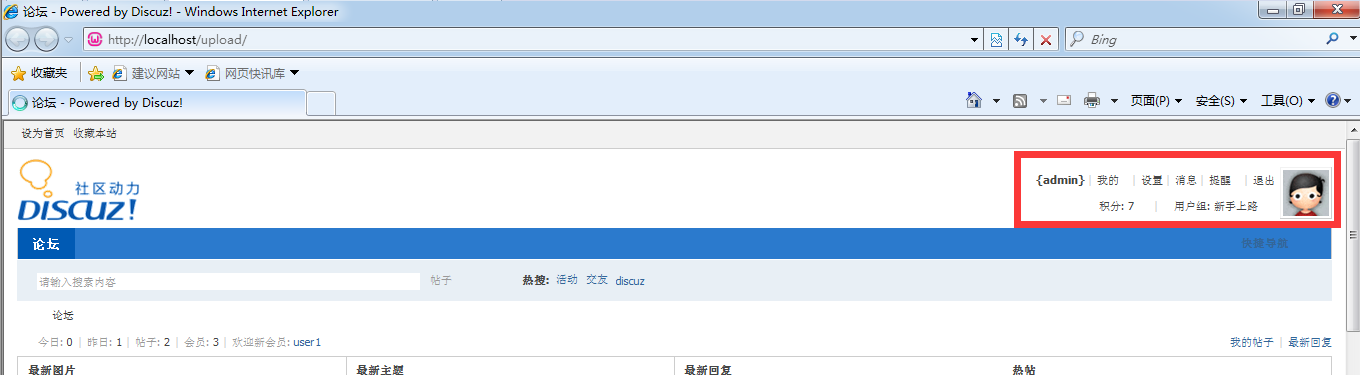 论坛 - Powered by Discuz! - Windows Internet Explorer
http://localhost/upload/
Bing
收藏夹 建议网站 网页快讯库
论坛 - Powered by Discuz!
页面(P) 安全(S) 工具(O)
设为首页 收藏本站
社区动力
DISCUZ!
{admin} | 我的 | 设置 | 消息 | 提醒 | 退出
积分: 7 | 用户组: 新手上路
论坛 快捷导航
请输入搜索内容 帖子 热搜: 活动 交友 discuz
论坛
今日: 0 | 昨日: 1 | 帖子: 2 | 会员: 3 | 欢迎新会员: user1 我的帖子 | 最新回复
最新图片 最新主题 最新回复 热帖